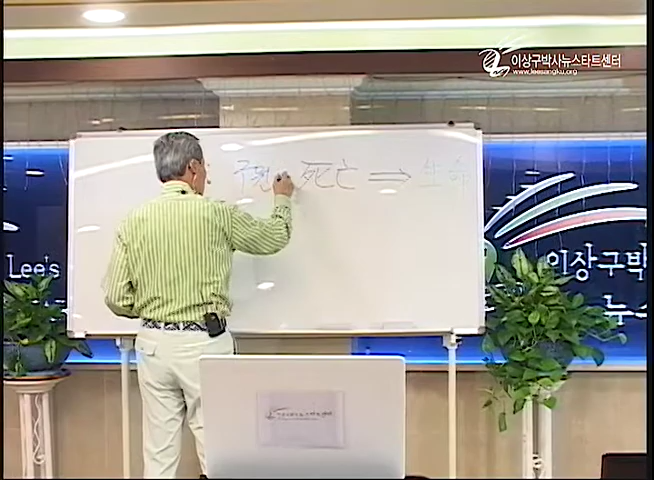 이상구박사뉴스타트센터
www.leesangku.org
死亡 ⇒ 生命
Lee's
이상구박
뉴스